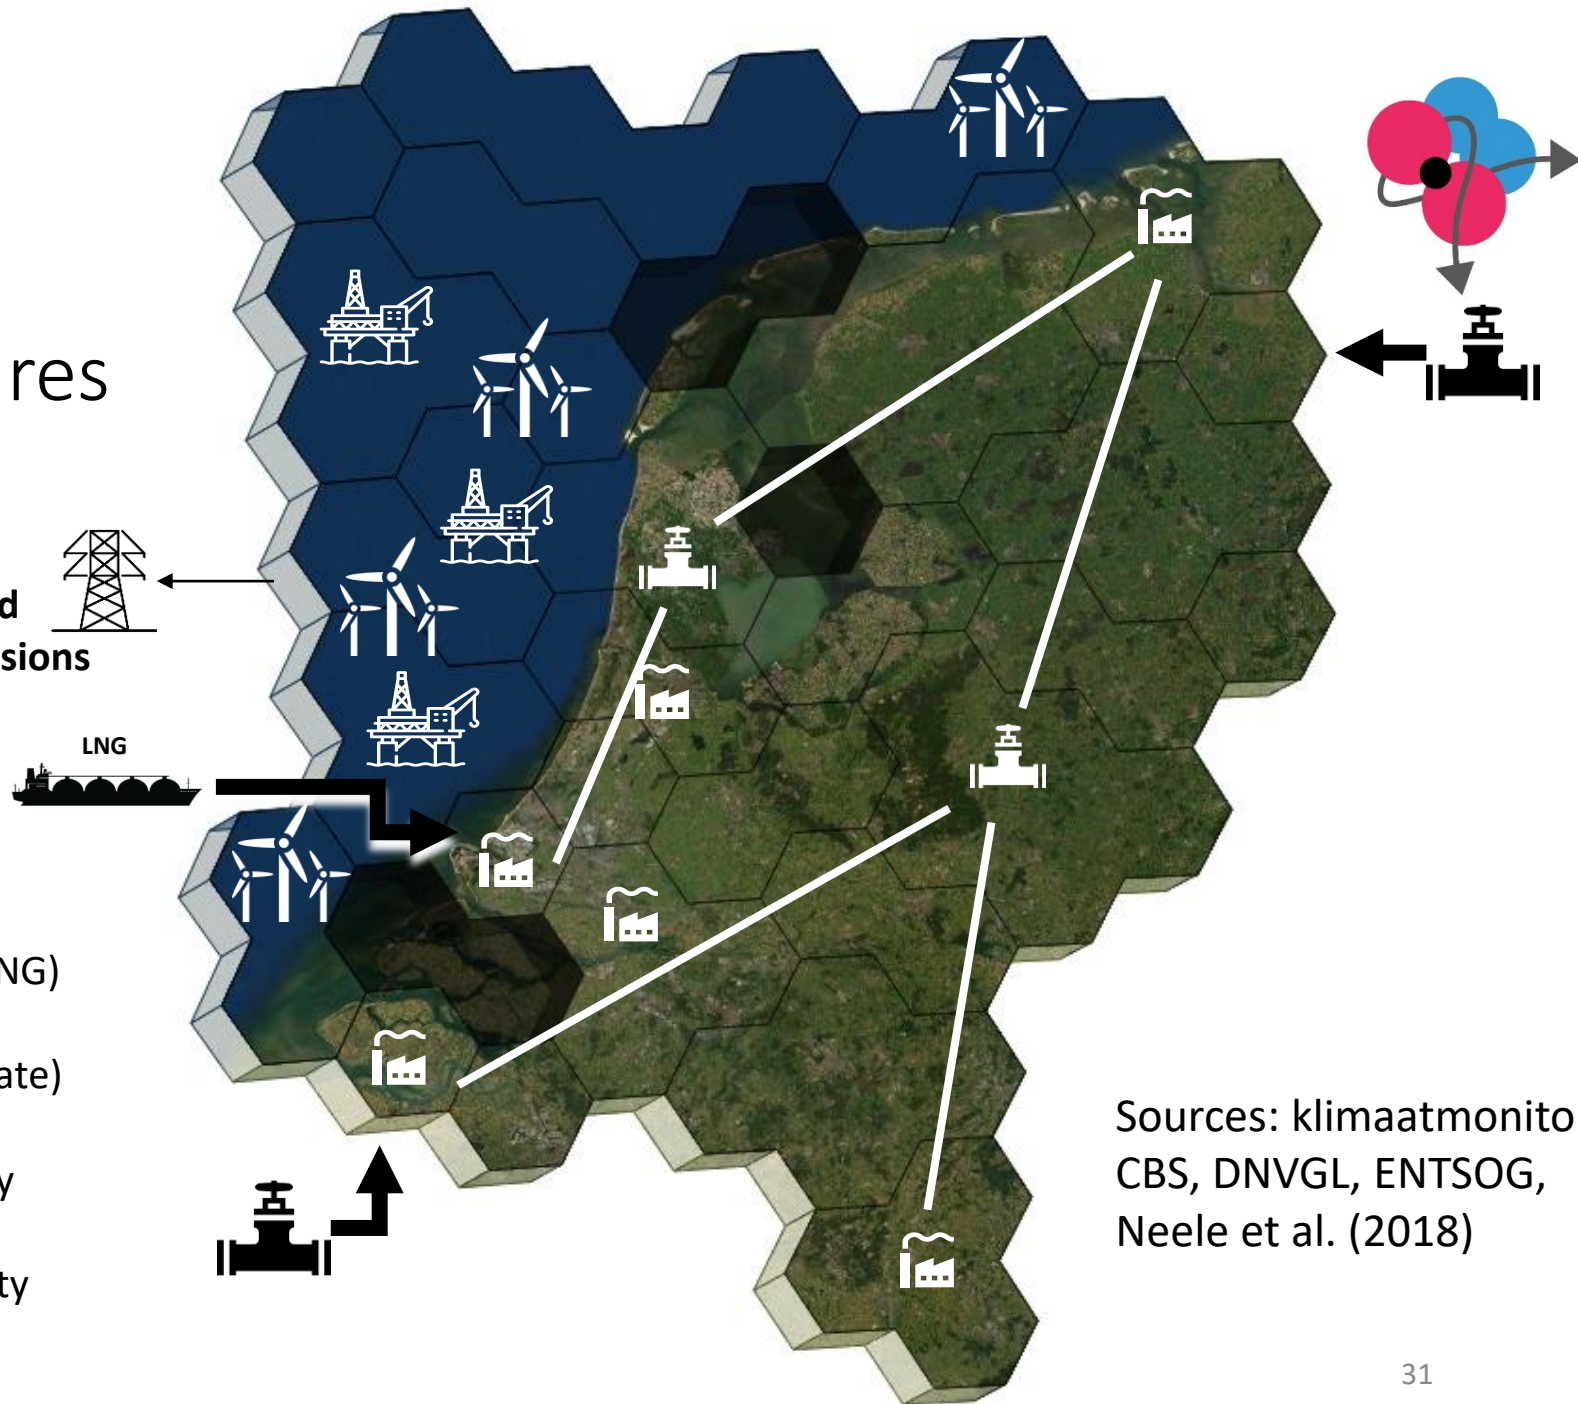 res
d
sions
LNG
NG)
ate)
y
ty
Sources: klimaatmonito
CBS, DNVGL, ENTSOG,
Neele et al. (2018)
31